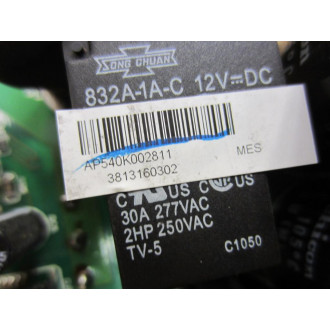 SONG CHUAN
832A-1A-C 12V⎓DC
AP540K002811
MES
3813160302
C US C US
30A 277VAC
2HP 250VAC
TV-5 C1050